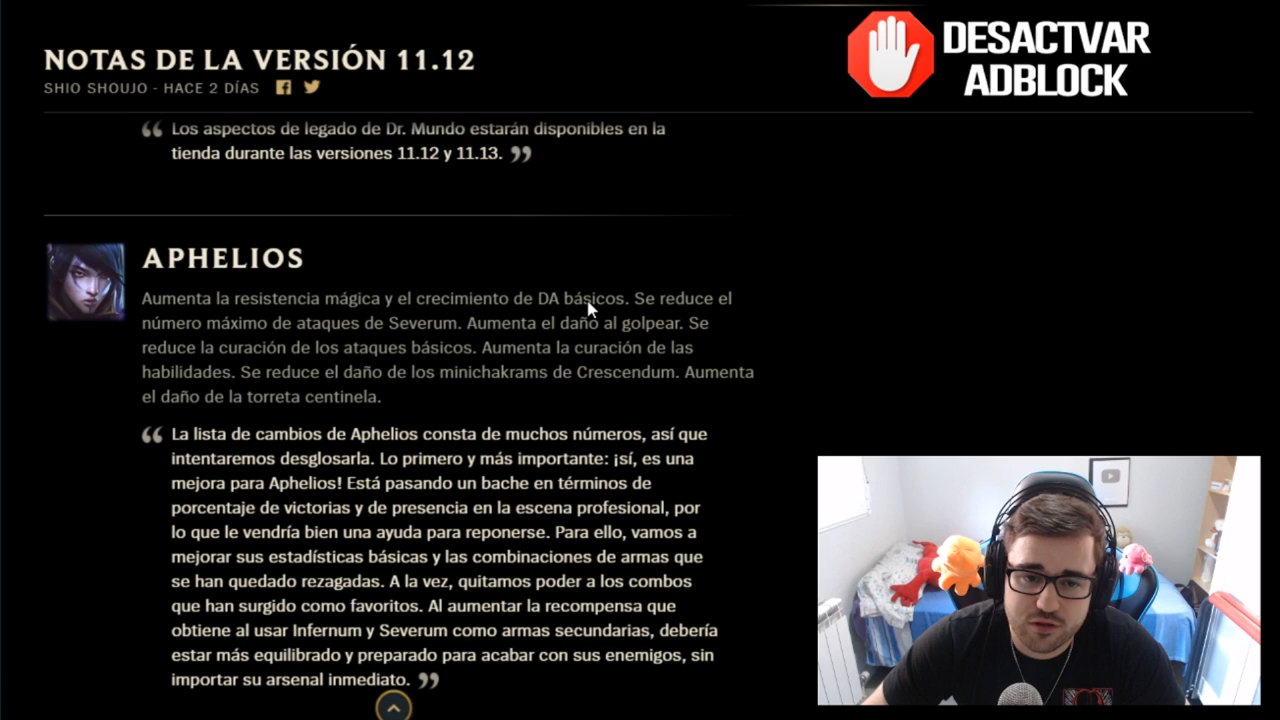 NOTAS DE LA VERSIÓN 11.12
SHIO SHOUJO - HACE 2 DÍAS
DESACTVAR
ADBLOCK
“ Los aspectos de legado de Dr. Mundo estarán disponibles en la
tienda durante las versiones 11.12 y 11.13. ”
APHELIOS
Aumenta la resistencia mágica y el crecimiento de DA básicos. Se reduce el
número máximo de ataques de Severum. Aumenta el daño al golpear. Se
reduce la curación de los ataques básicos. Aumenta la curación de las
habilidades. Se reduce el daño de los minichakrams de Crescendum. Aumenta
el daño de la torreta centinela.
“ La lista de cambios de Aphelios consta de muchos números, así que
intentaremos desglosarla. Lo primero y más importante: ¡sí, es una
mejora para Aphelios! Está pasando un bache en términos de
porcentaje de victorias y de presencia en la escena profesional, por
lo que le vendría bien una ayuda para reponerse. Para ello, vamos a
mejorar sus estadísticas básicas y las combinaciones de armas que
se han quedado rezagadas. A la vez, quitamos poder a los combos
que han surgido como favoritos. Al aumentar la recompensa que
obtiene al usar Infernum y Severum como armas secundarias, debería
estar más equilibrado y preparado para acabar con sus enemigos, sin
importar su arsenal inmediato. ”